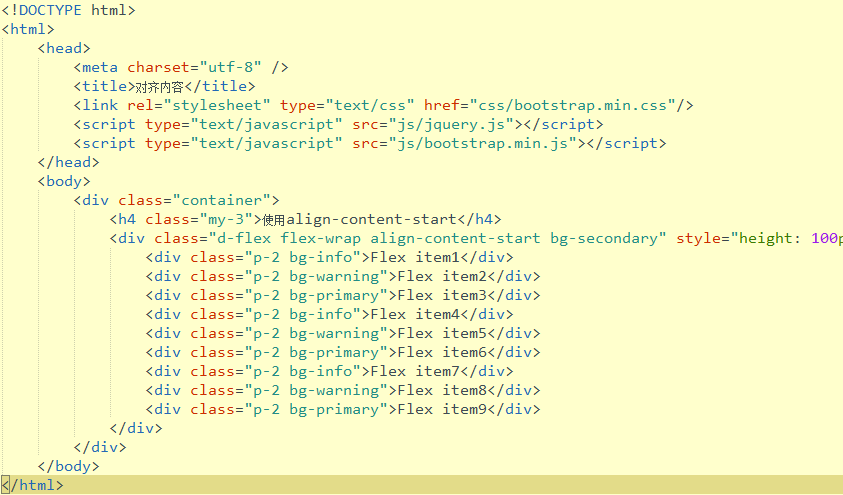 <!DOCTYPE html>
<html>
<head>
<meta charset="utf-8" />
<title>对齐内容</title>
<link rel="stylesheet" type="text/css" href="css/bootstrap.min.css"/>
<script type="text/javascript" src="js/jquery.js"></script>
<script type="text/javascript" src="js/bootstrap.min.js"></script>
</head>
<body>
<div class="container">
<h4 class="my-3">使用align-content-start</h4>
<div class="d-flex flex-wrap align-content-start bg-secondary" style="height: 100p
<div class="p-2 bg-info">Flex item1</div>
<div class="p-2 bg-warning">Flex item2</div>
<div class="p-2 bg-primary">Flex item3</div>
<div class="p-2 bg-info">Flex item4</div>
<div class="p-2 bg-warning">Flex item5</div>
<div class="p-2 bg-primary">Flex item6</div>
<div class="p-2 bg-info">Flex item7</div>
<div class="p-2 bg-warning">Flex item8</div>
<div class="p-2 bg-primary">Flex item9</div>
</div>
</div>
</body>
</html>